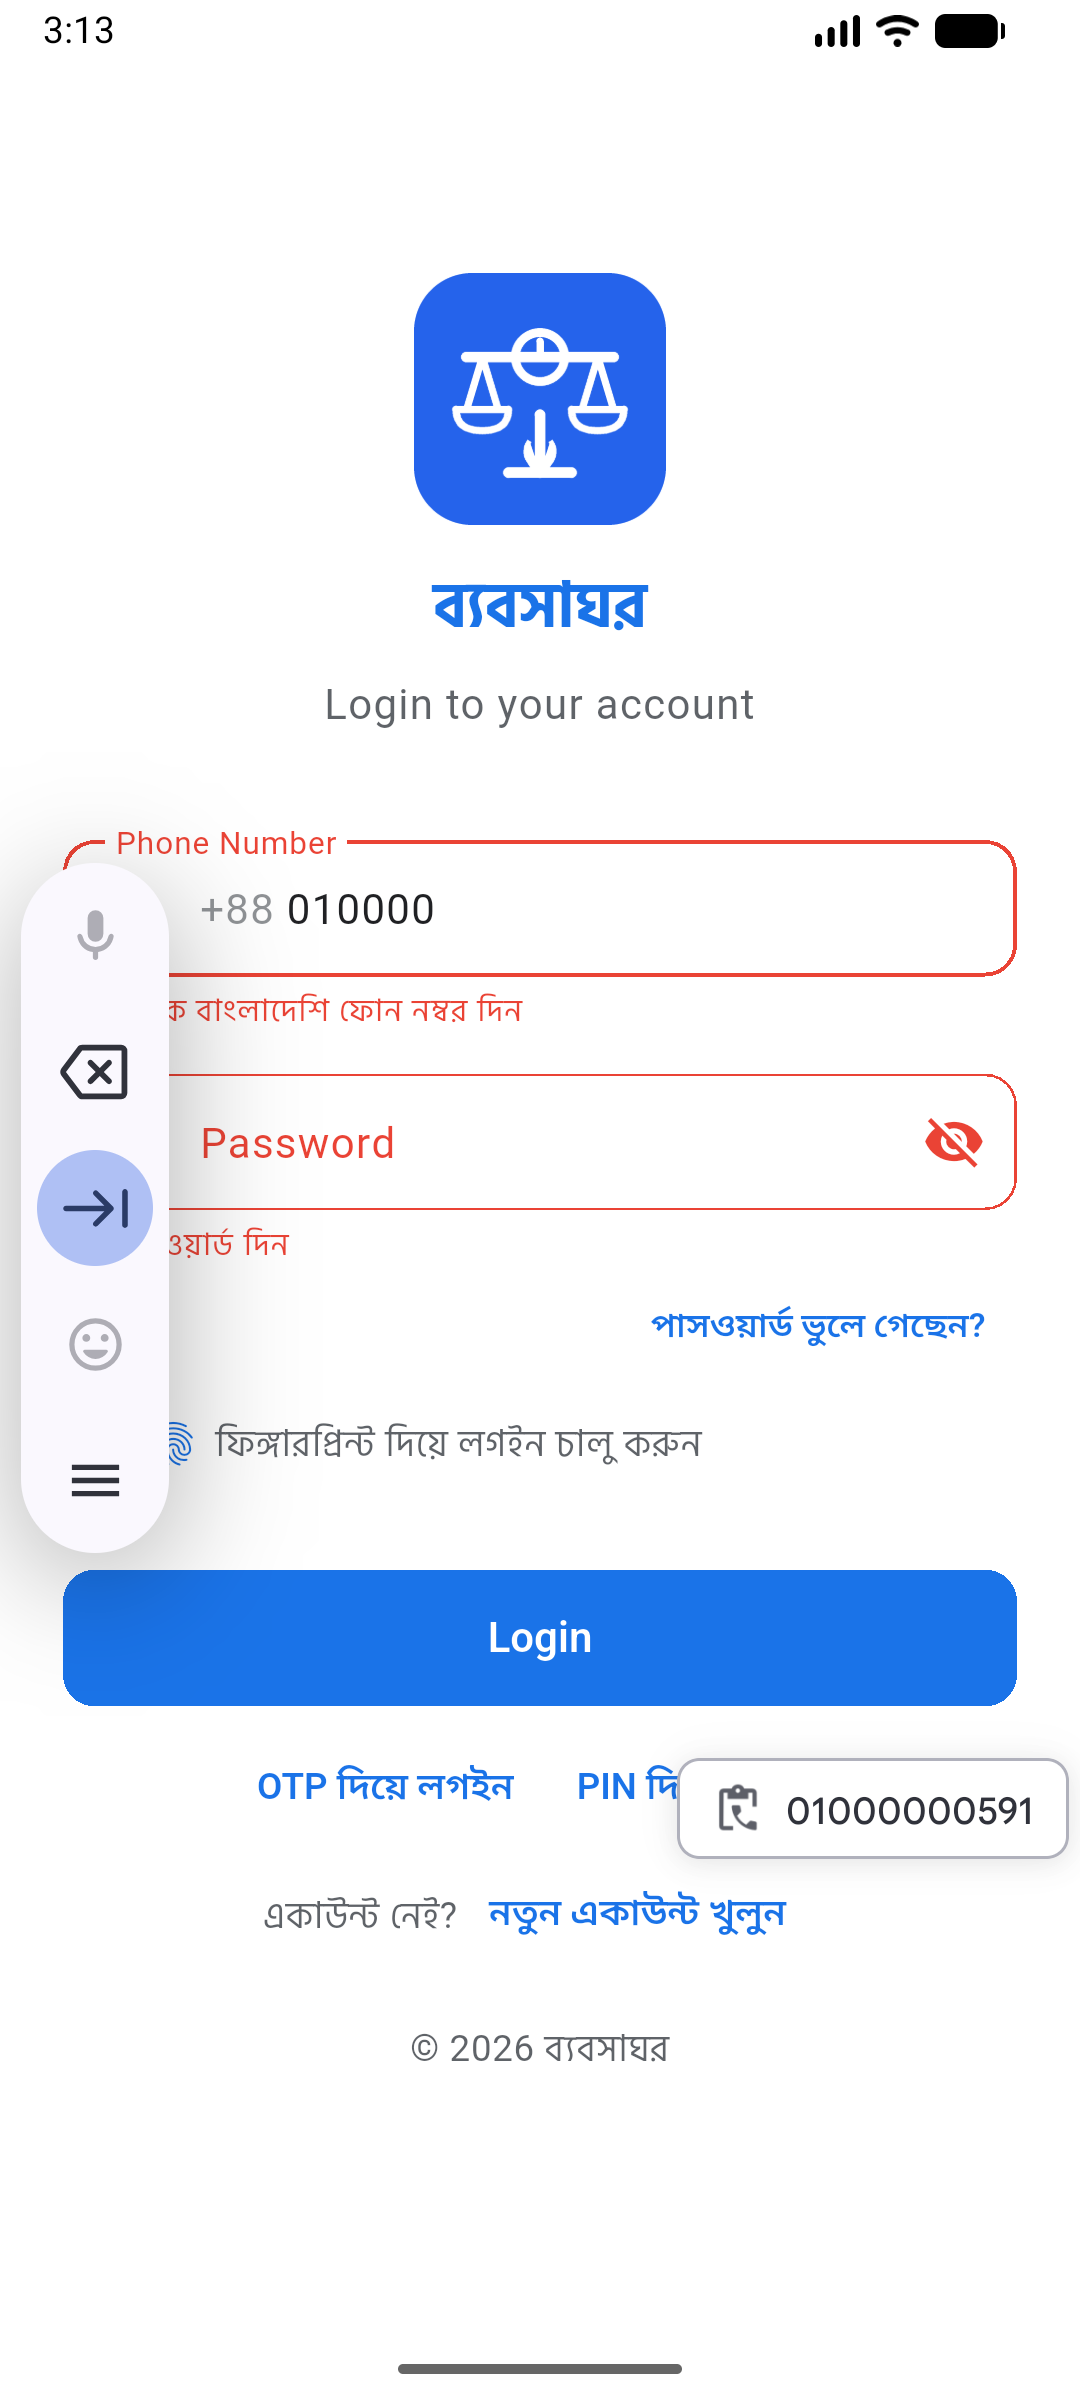 3:13
ব্যবসাঘর
Login to your account
Phone Number
+88 010000
বাংলাদেশি ফোন নম্বর দিন
Password
দিন
পাসওয়ার্ড ভুলে গেছেন?
ফিঙ্গারপ্রিন্ট দিয়ে লগইন চালু করুন
Login
OTP দিয়ে লগইন PIN
01000000591
একাউন্ট নেই? নতুন একাউন্ট খুলুন
© 2026 ব্যবসাঘর